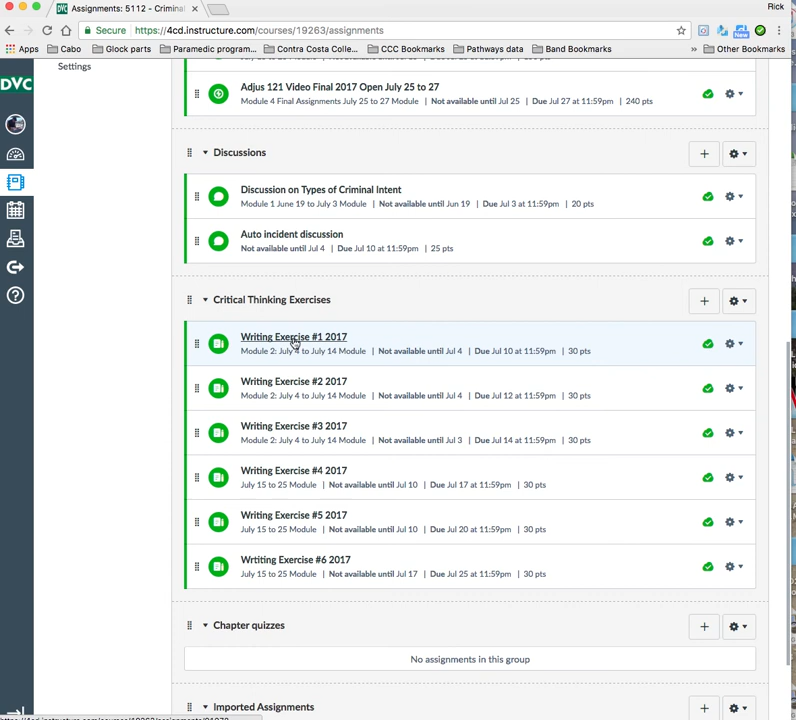 Assignments: 5112 - Criminal
Rick
Secure
https://4cd.instructure.com/courses/19263/assignments
New
Apps
Cabo
Glock parts
Paramedic program...
Contra Costa Colle...
CCC Bookmarks
Pathways data
Band Bookmarks
»
Other Bookmarks
Settings
DVC
Adjus 121 Video Final 2017 Open July 25 to 27
Module 4 Final Assignments July 25 to 27 Module | Not available until Jul 25 | Due Jul 27 at 11:59pm | 240 pts
Discussions
Discussion on Types of Criminal Intent
Module 1 June 19 to July 3 Module | Not available until Jun 19 | Due Jul 3 at 11:59pm | 20 pts
Auto incident discussion
Not available until Jul 4 | Due Jul 10 at 11:59pm | 25 pts
Critical Thinking Exercises
Writing Exercise #1 2017
Module 2: July 4 to July 14 Module | Not available until Jul 4 | Due Jul 10 at 11:59pm | 30 pts
Writing Exercise #2 2017
Module 2: July 4 to July 14 Module | Not available until Jul 4 | Due Jul 12 at 11:59pm | 30 pts
Writing Exercise #3 2017
Module 2: July 4 to July 14 Module | Not available until Jul 3 | Due Jul 14 at 11:59pm | 30 pts
Writing Exercise #4 2017
July 15 to 25 Module | Not available until Jul 10 | Due Jul 17 at 11:59pm | 30 pts
Writing Exercise #5 2017
July 15 to 25 Module | Not available until Jul 10 | Due Jul 20 at 11:59pm | 30 pts
Wrtiting Exercise #6 2017
July 15 to 25 Module | Not available until Jul 17 | Due Jul 25 at 11:59pm | 30 pts
Chapter quizzes
No assignments in this group
Imported Assignments